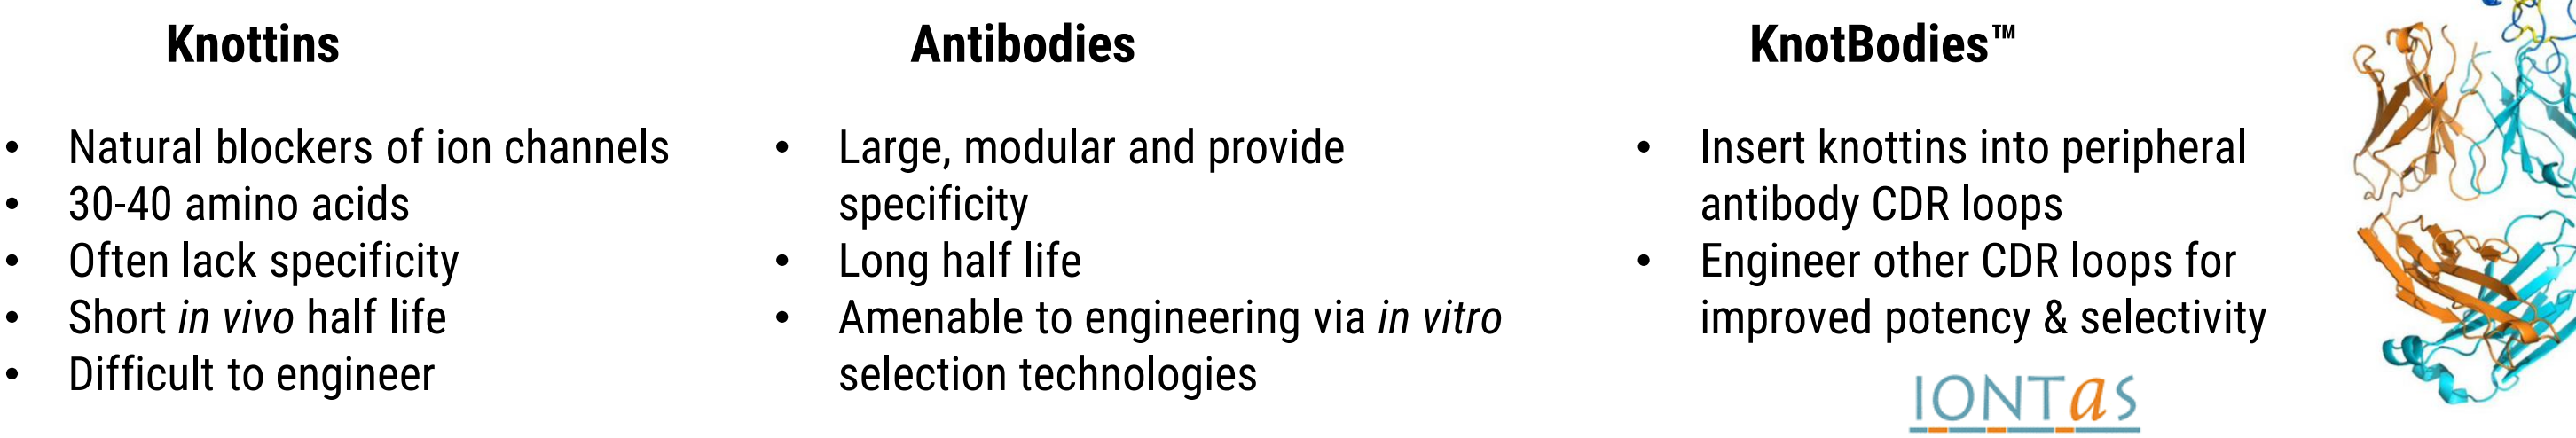 Knottins
• Natural blockers of ion channels
• 30-40 amino acids
• Often lack specificity
• Short in vivo half life
• Difficult to engineer
Antibodies
• Large, modular and provide
specificity
• Long half life
• Amenable to engineering via in vitro
selection technologies
KnotBodies™
• Insert knottins into peripheral
antibody CDR loops
• Engineer other CDR loops for
improved potency & selectivity
IONTaS